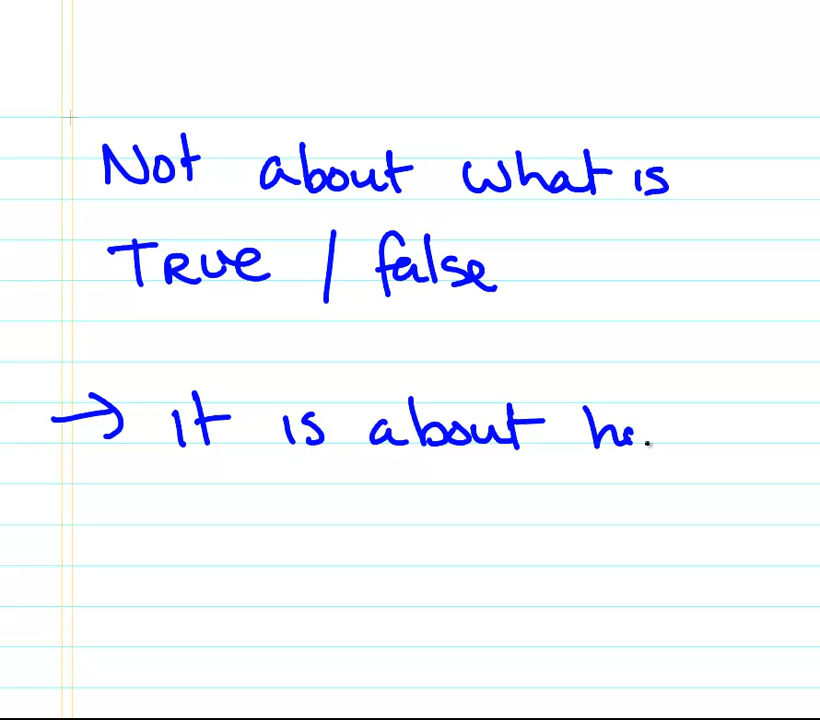 Not about what is
True / false
→ it is about